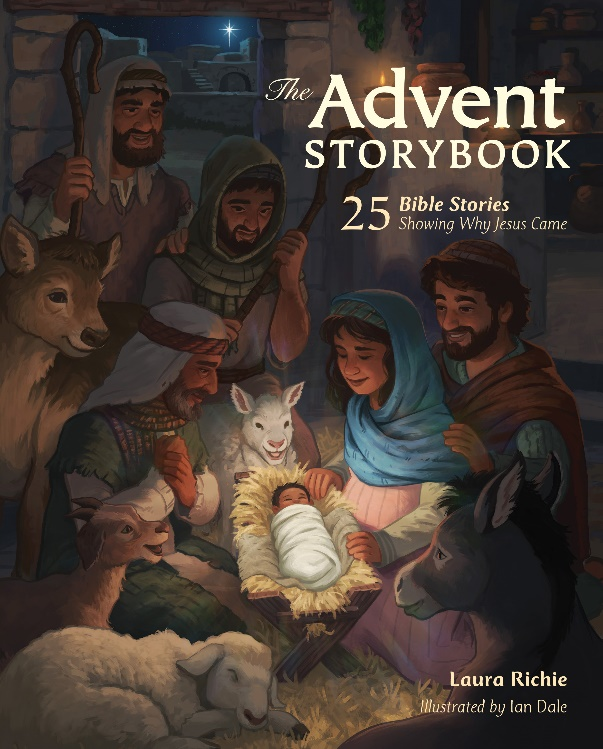 The Advent
STORYBOOK
25 Bible Stories
Showing Why Jesus Came
Laura Richie
Illustrated by Ian Dale